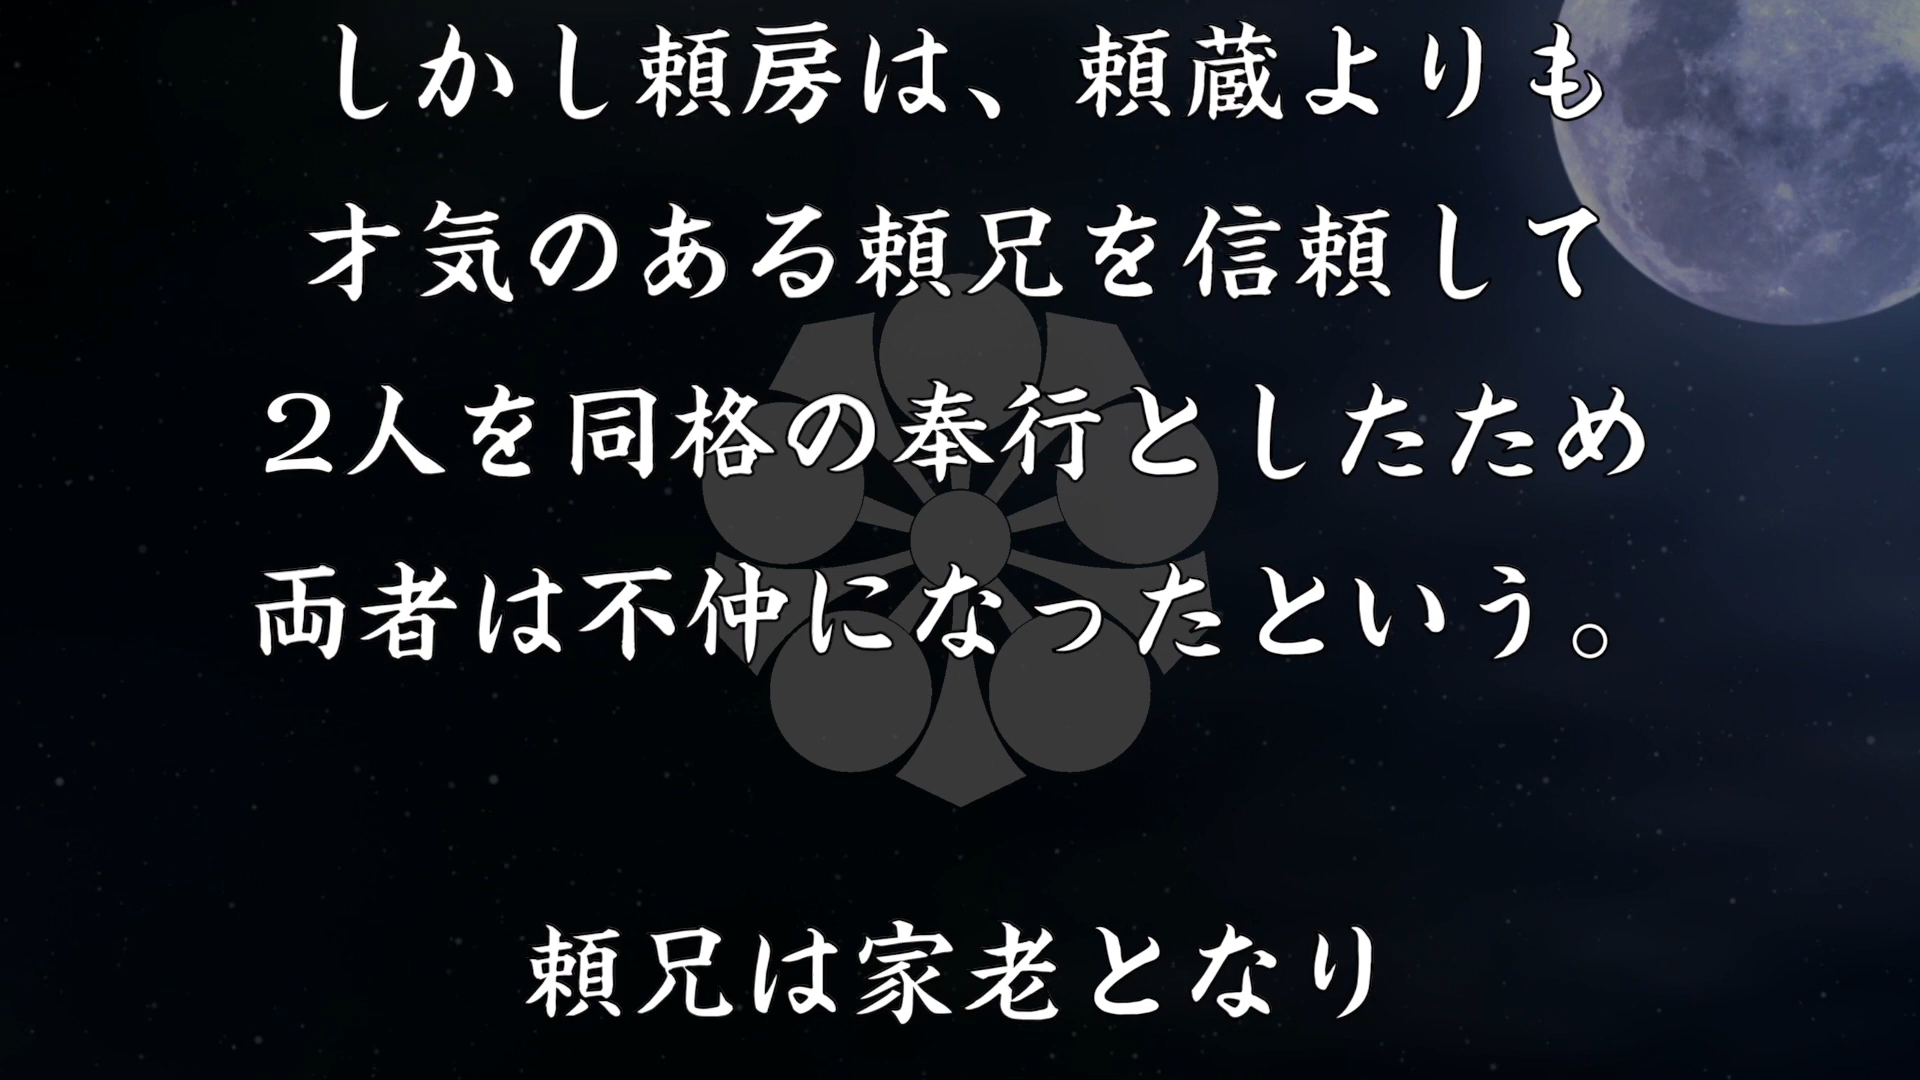 しかし頼房は、頼蔵よりも
才気のある頼兄を信頼して
2人を同格の奉行としたため
両者は不仲になったという。
頼兄は家老となり